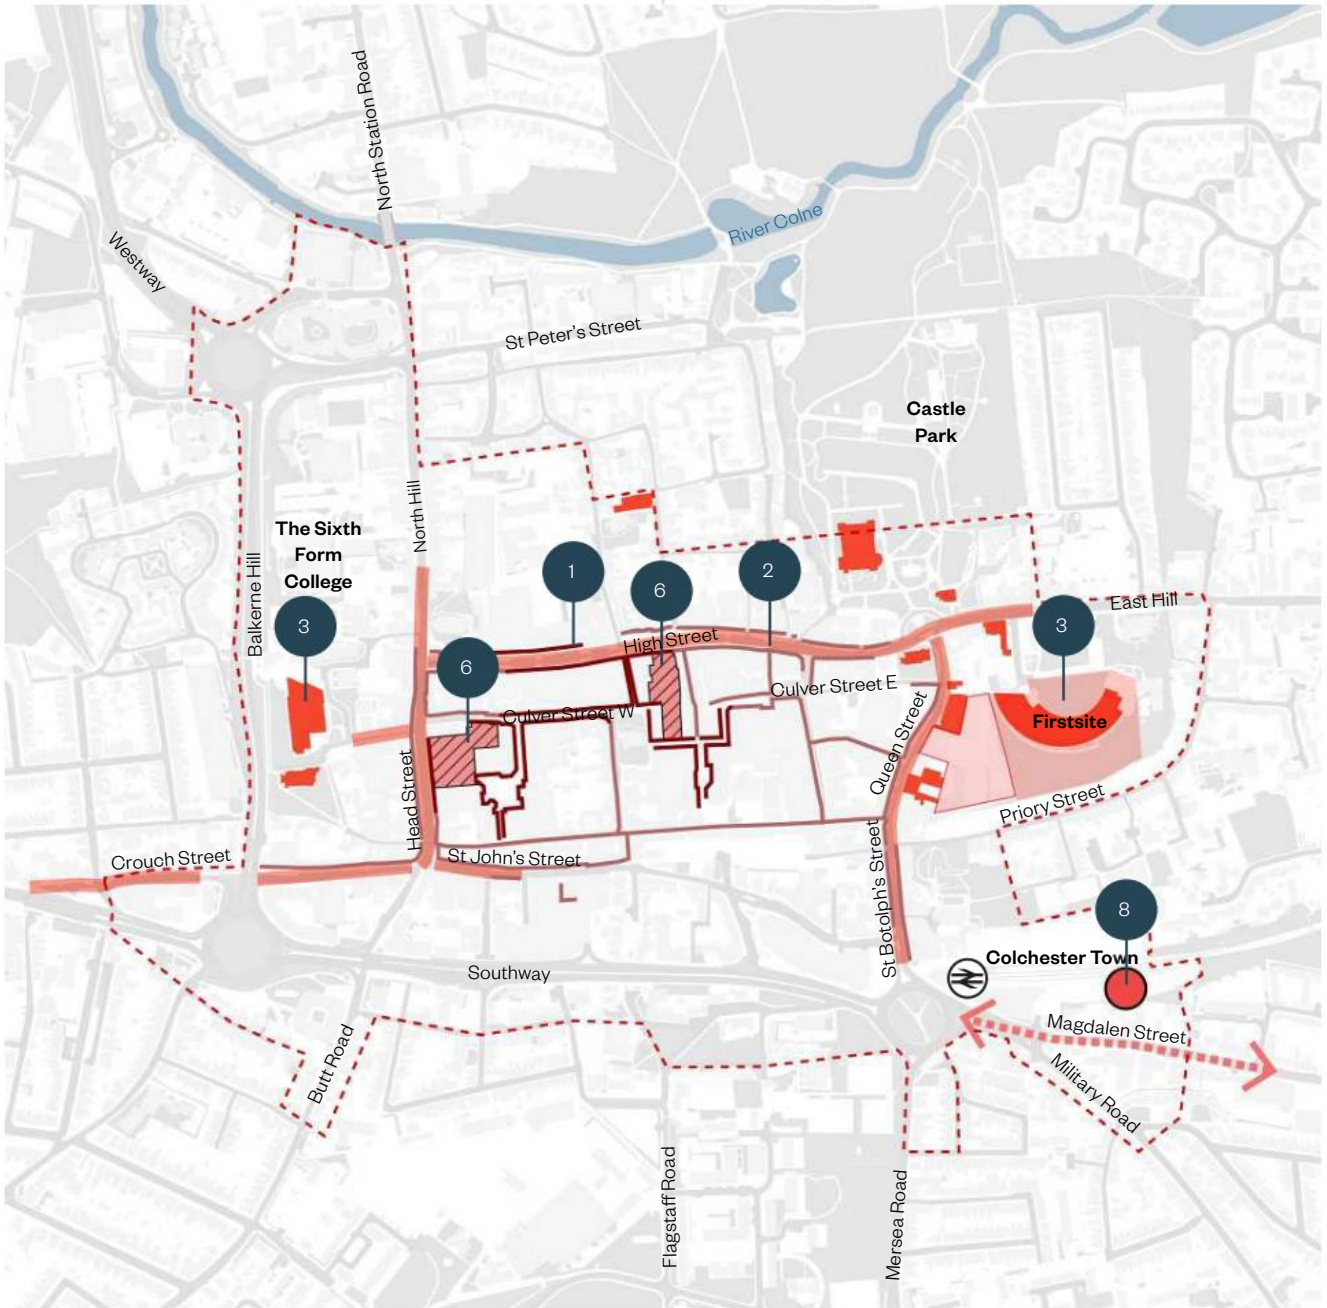 North Station Road
River Colne
Westway
St Peter's Street
Castle
Park
The Sixth
Form
College
North Hill
Balkerne Hill
1
6
2
3
3
6
East Hill
High Street
Culver Street E
Culver Street W
Queen Street
Firstsite
Head Street
Priory Street
Crouch Street
St John's Street
St Botolph's Street
8
Colchester Town
Southway
Magdalen Street
Butt Road
Military Road
Flagstaff Road
Mersea Road